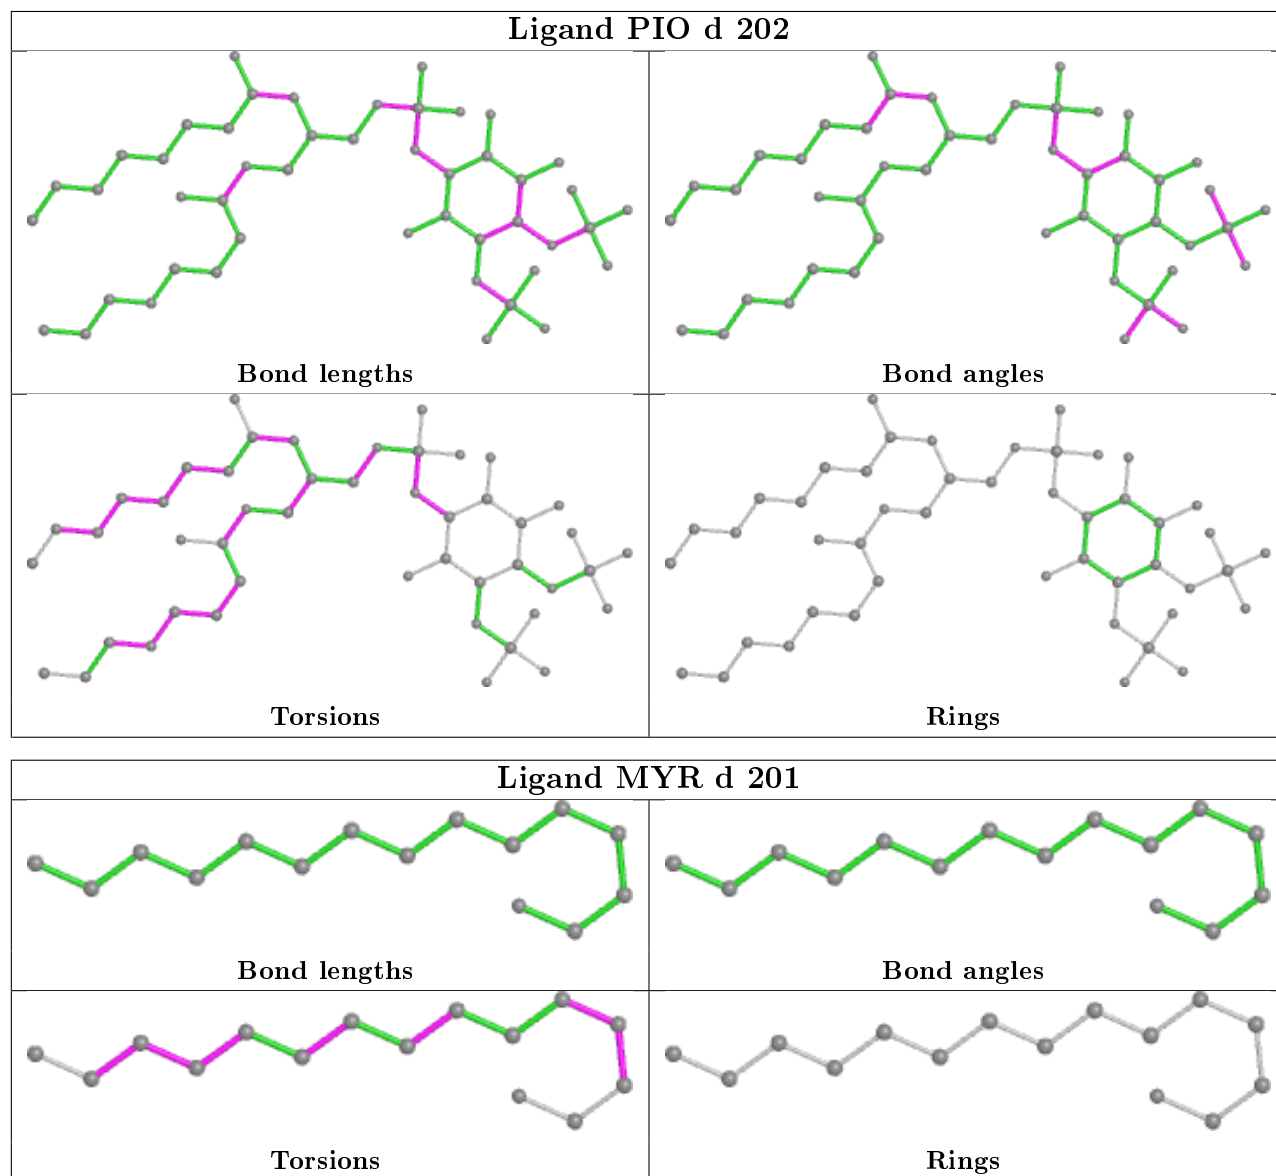 Ligand PIO d 202
Bond lengths
Bond angles
Torsions
Rings
Ligand MYR d 201
Bond lengths
Bond angles
Torsions
Rings